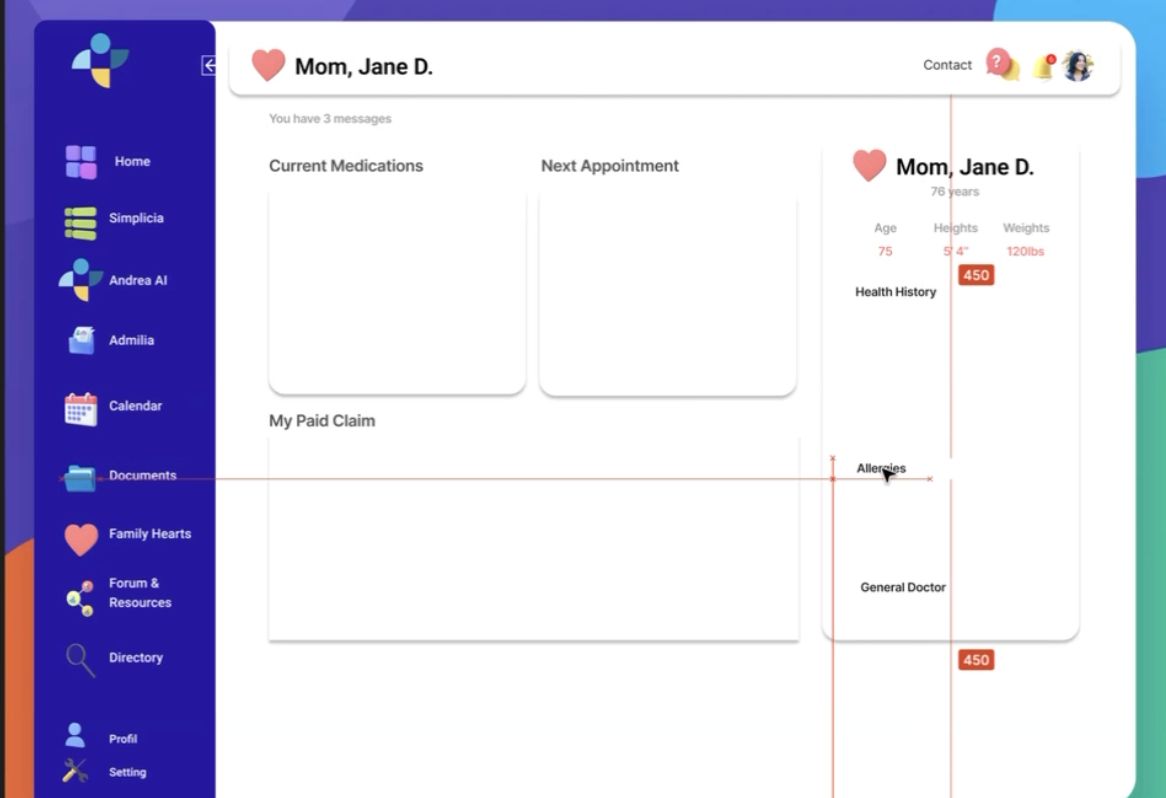 Mom, Jane D.
Contact
?
6
You have 3 messages
Home
Simplicia
Andrea AI
Admilia
Calendar
Documents
Family Hearts
Forum &
Resources
Directory
Profil
Setting
Current Medications
Next Appointment
My Paid Claim
Mom, Jane D.
76 years
Age Heights Weights
75 5' 4" 120lbs
450
Health History
Allergies
General Doctor
450